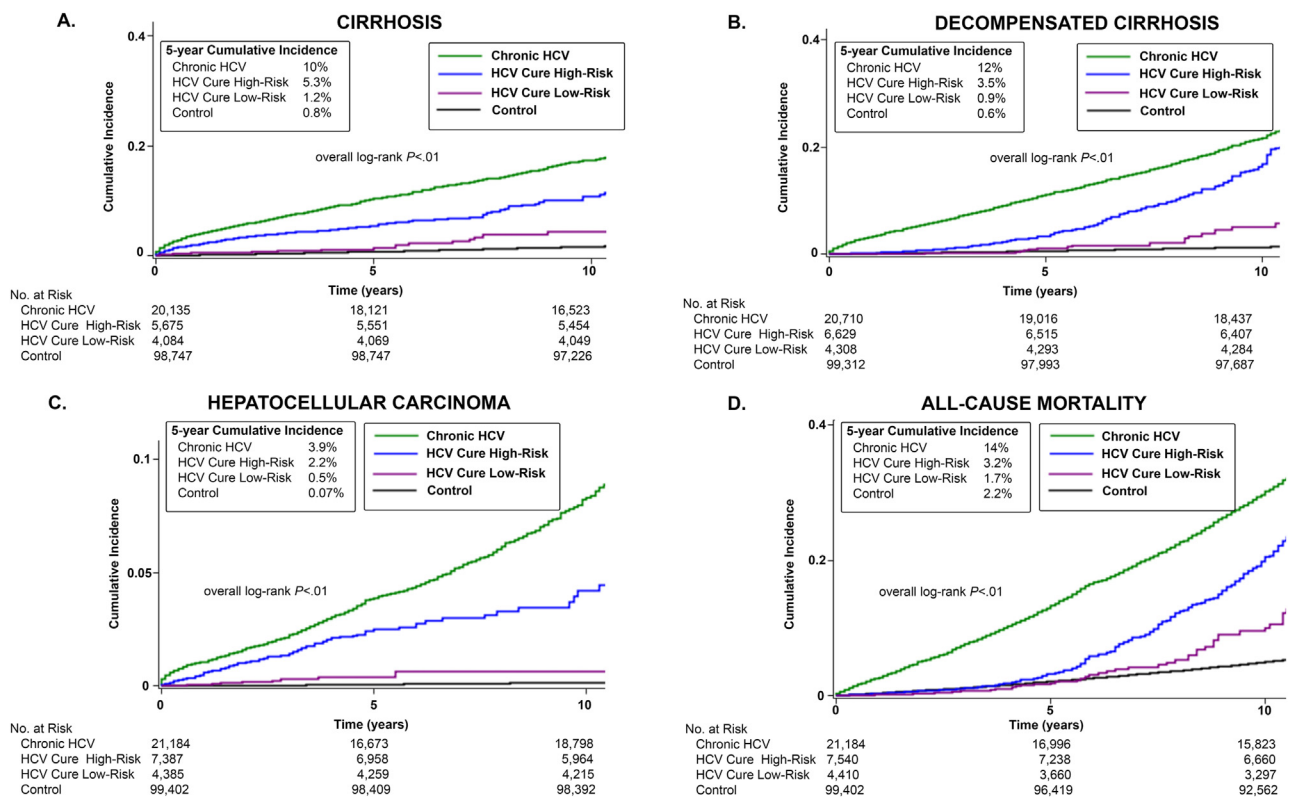 A.
CIRRHOSIS
0.4
0.2
0
Cumulative Incidence
5-year Cumulative Incidence
Chronic HCV 10%
HCV Cure High-Risk 5.3%
HCV Cure Low-Risk 1.2%
Control 0.8%
Chronic HCV
HCV Cure High-Risk
HCV Cure Low-Risk
Control
overall log-rank P<.01
0 5 10
Time (years)
No. at Risk
Chronic HCV 20,135 18,121 16,523
HCV Cure High-Risk 5,675 5,551 5,454
HCV Cure Low-Risk 4,084 4,069 4,049
Control 98,747 98,747 97,226
B.
DECOMPENSATED CIRRHOSIS
0.4
0.2
0
Cumulative Incidence
5-year Cumulative Incidence
Chronic HCV 12%
HCV Cure High-Risk 3.5%
HCV Cure Low-Risk 0.9%
Control 0.6%
Chronic HCV
HCV Cure High-Risk
HCV Cure Low-Risk
Control
overall log-rank P<.01
0 5 10
Time (years)
No. at Risk
Chronic HCV 20,710 19,016 18,437
HCV Cure High-Risk 6,629 6,515 6,407
HCV Cure Low-Risk 4,308 4,293 4,284
Control 99,312 97,993 97,687
C.
HEPATOCELLULAR CARCINOMA
0.1
0.05
0
Cumulative Incidence
5-year Cumulative Incidence
Chronic HCV 3.9%
HCV Cure High-Risk 2.2%
HCV Cure Low-Risk 0.5%
Control 0.07%
Chronic HCV
HCV Cure High-Risk
HCV Cure Low-Risk
Control
overall log-rank P<.01
0 5 10
Time (years)
No. at Risk
Chronic HCV 21,184 16,673 18,798
HCV Cure High-Risk 7,387 6,958 5,964
HCV Cure Low-Risk 4,385 4,259 4,215
Control 99,402 98,409 98,392
D.
ALL-CAUSE MORTALITY
0.4
0.2
0
Cumulative Incidence
5-year Cumulative Incidence
Chronic HCV 14%
HCV Cure High-Risk 3.2%
HCV Cure Low-Risk 1.7%
Control 2.2%
Chronic HCV
HCV Cure High-Risk
HCV Cure Low-Risk
Control
overall log-rank P<.01
0 5 10
Time (years)
No. at Risk
Chronic HCV 21,184 16,996 15,823
HCV Cure High-Risk 7,540 7,238 6,660
HCV Cure Low-Risk 4,410 3,660 3,297
Control 99,402 96,419 92,562